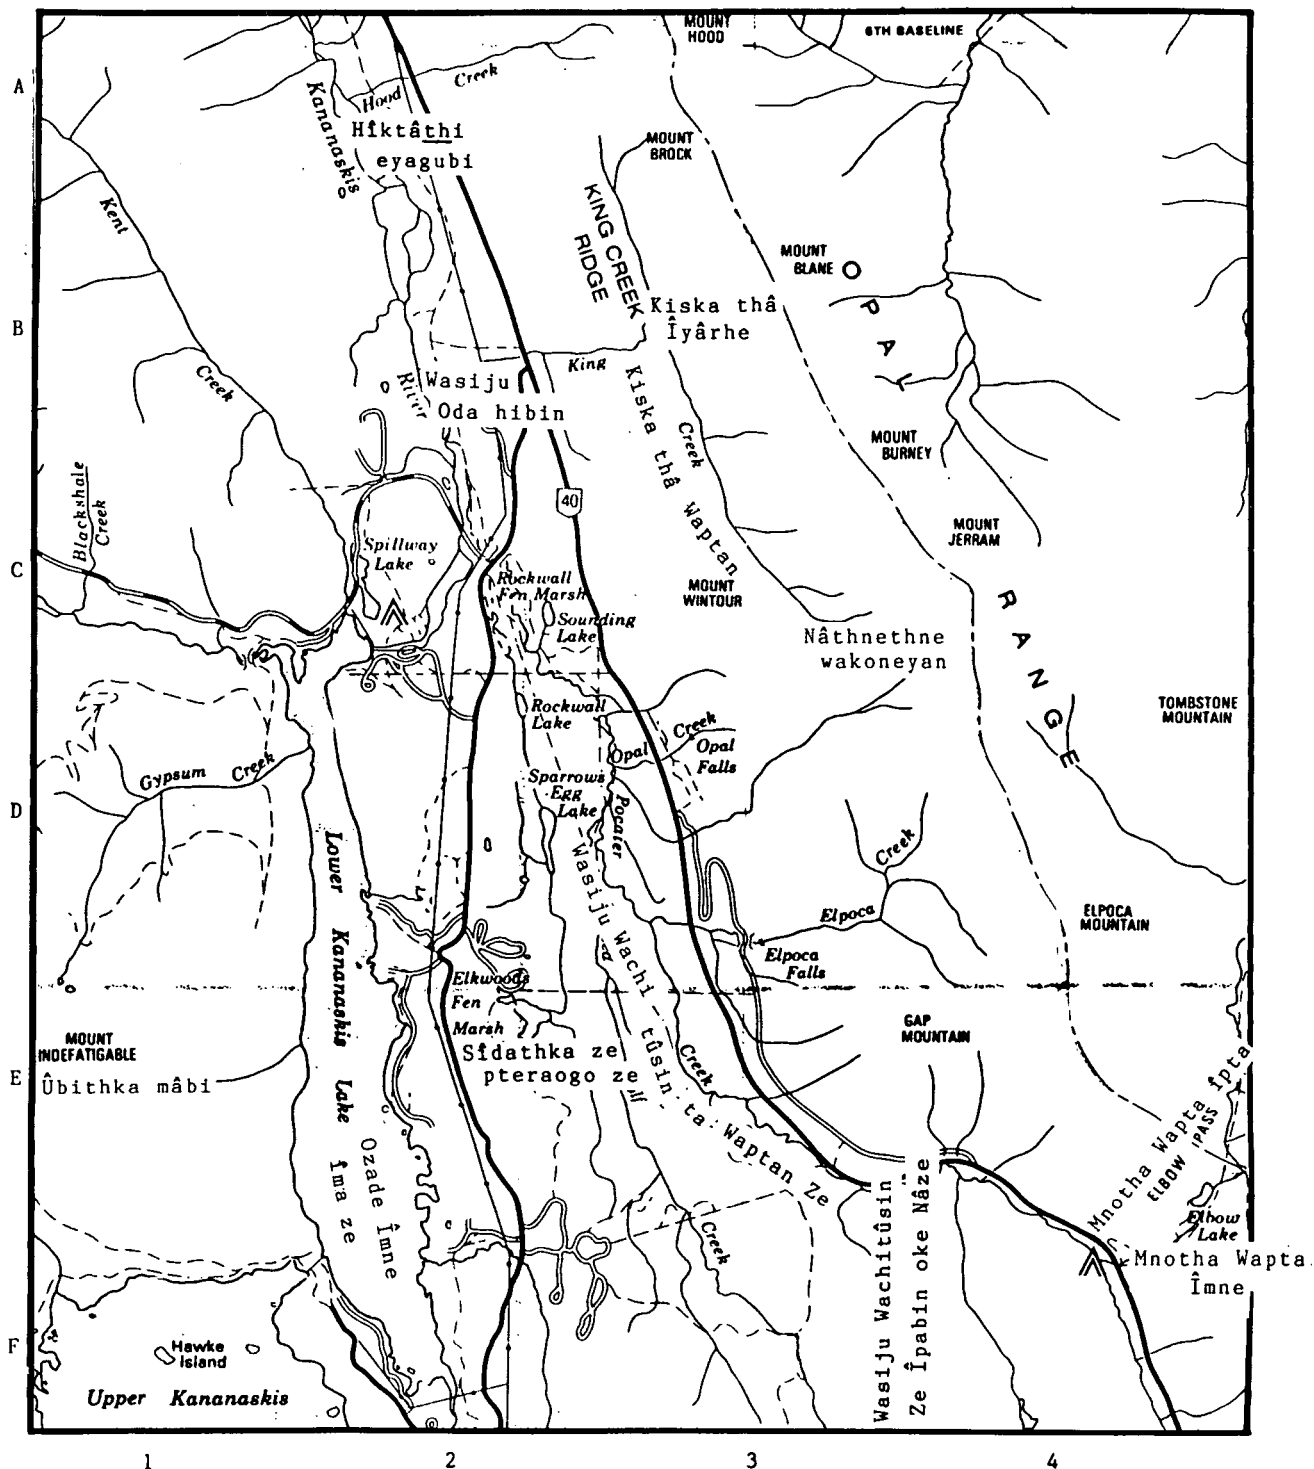 MOUNT
HOOD
6TH BASELINE
A
Hood Creek
Kananaskis
Hîktâthi
eyagubi
MOUNT
BROCK
Kent
KING CREEK
RIDGE
MOUNT
BLANE
OPAL
Kiska thâ
Îyârhe
B
King
Creek
River
Wasiju
Oda hibin
Kiska thâ Waptan
Creek
MOUNT
BURNEY
Blackshale
Creek
40
MOUNT
JERRAM
Spillway
Lake
C
Rockwall
Fen Marsh
MOUNT
WINTOUR
RANGE
Sounding
Lake
Nâthnethne
wakoneyan
Rockwall
Lake
TOMBSTONE
MOUNTAIN
Opal Creek
Opal
Falls
Gypsum Creek
Sparrows
Egg
Lake
Pocater
D
Creek
Lower Kananaskis Lake
Wasiju Wachi tûsin ta Waptan Ze
Elpoca
ELPOCA
MOUNTAIN
Elpoca
Falls
Elkwoods
Fen
Marsh
MOUNT
INDEFATIGABLE
GAP
MOUNTAIN
Sîdathka ze
pteraogo ze
E
Ûbithka mâbi
Creek
Mnotha Wapta Îpta
ELBOW PASS
Ozade Îmne
îma ze
Wasiju Wachitûsin
Ze Îpabin oke Nâze
Creek
Elbow
Lake
Mnotha Wapta
Îmne
F
Hawke
Island
Upper Kananaskis
1 2 3 4